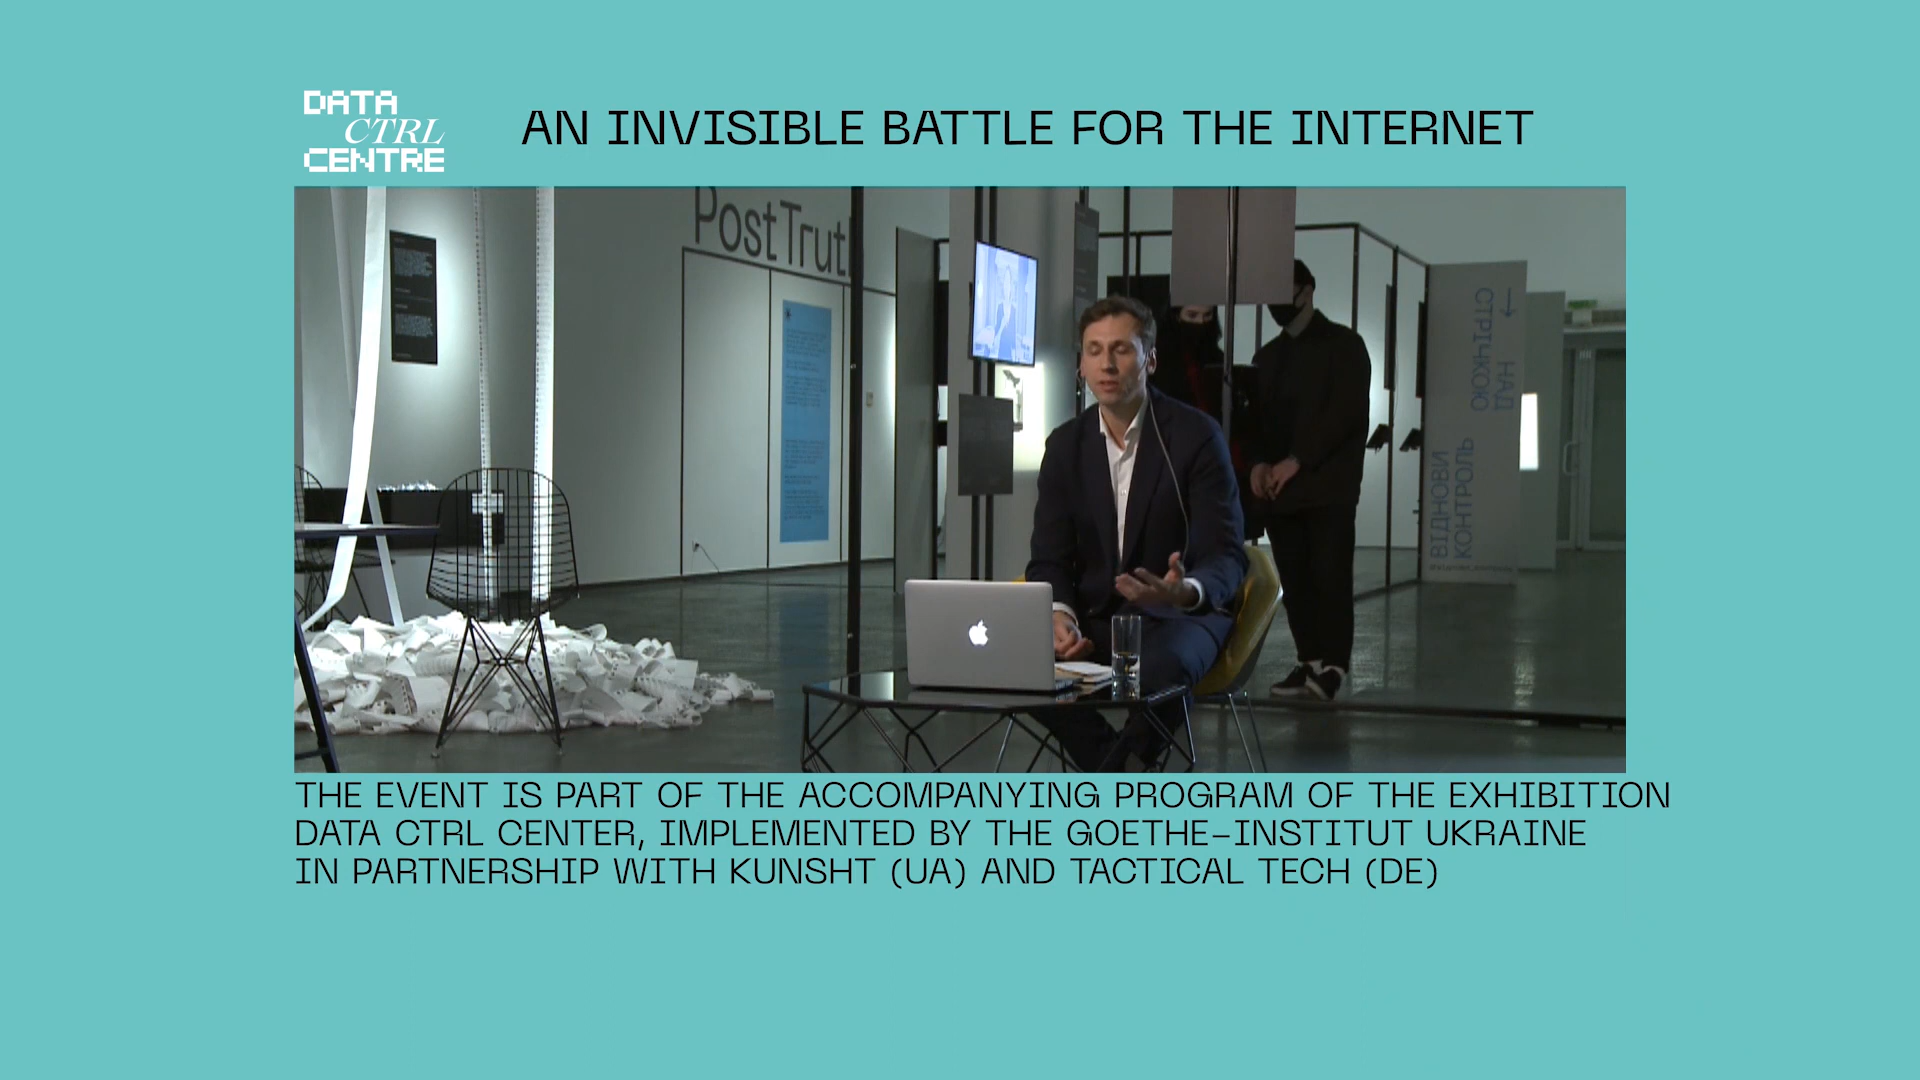 DATA
CTRL
CENTRE
AN INVISIBLE BATTLE FOR THE INTERNET
PostTrut
ВІДНОВИ
КОНТРОЛЬ
НАД
СТРІЧКОЮ
THE EVENT IS PART OF THE ACCOMPANYING PROGRAM OF THE EXHIBITION
DATA CTRL CENTER, IMPLEMENTED BY THE GOETHE-INSTITUT UKRAINE
IN PARTNERSHIP WITH KUNSHT (UA) AND TACTICAL TECH (DE)